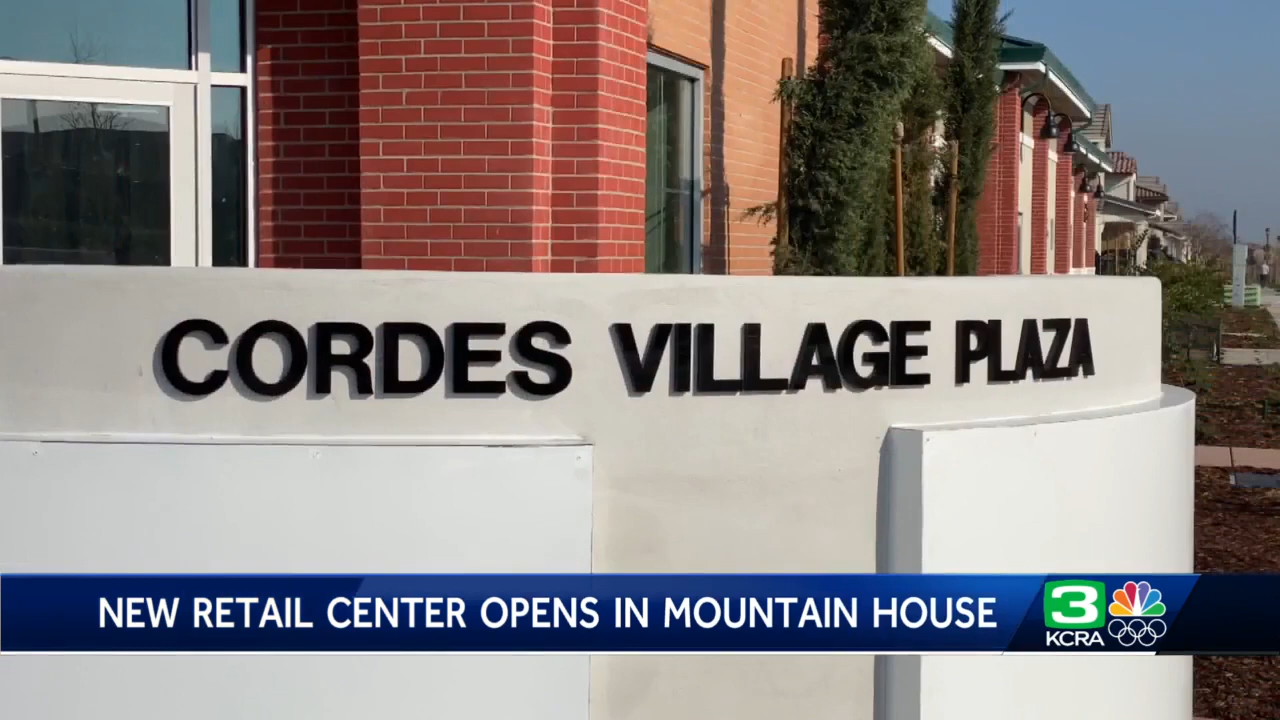 CORDES VILLAGE PLAZA
NEW RETAIL CENTER OPENS IN MOUNTAIN HOUSE
3
KCRA